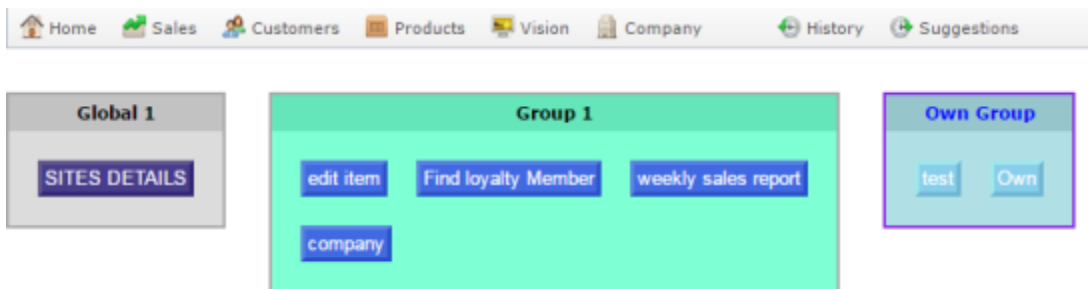 Home Sales Customers Products Vision Company History Suggestions
Global 1
SITES DETAILS
Group 1
edit item Find loyalty Member weekly sales report
company
Own Group
test Own